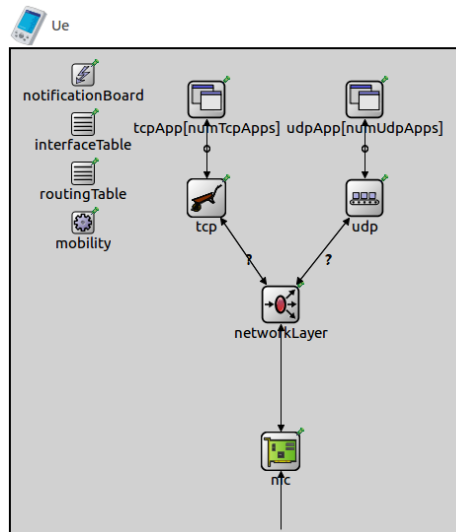 Ue
notificationBoard
interfaceTable
routingTable
mobility
tcpApp[numTcpApps]
udpApp[numUdpApps]
tcp
udp
?
?
networkLayer
nic